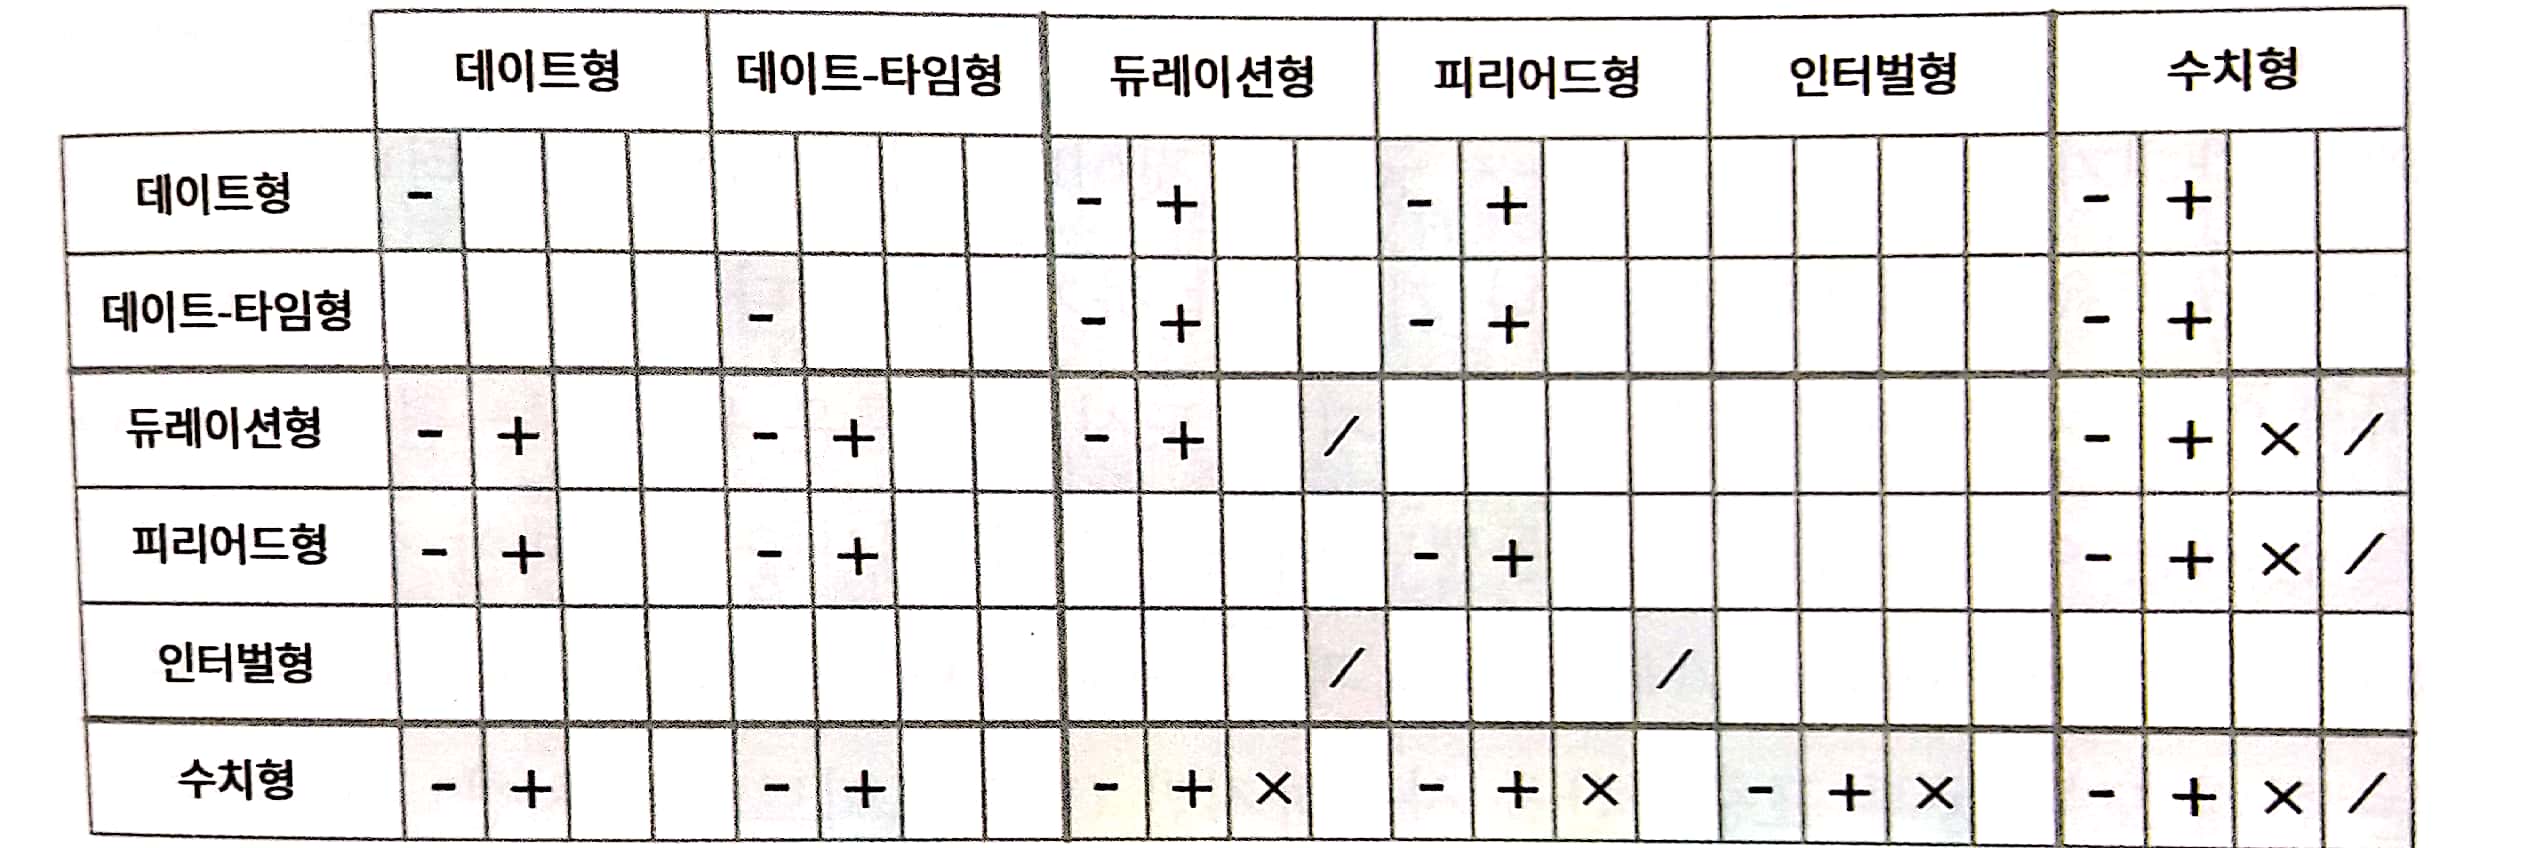 데이트형 데이트-타임형 듀레이션형 피리어드형 인터벌형 수치형
데이트형 - - + - + - +
데이트-타임형 - - + - + - +
듀레이션형 - + - + - + / - + × /
피리어드형 - + - + - + - + × /
인터벌형 / /
수치형 - + - + - + × - + × - + × - + × /